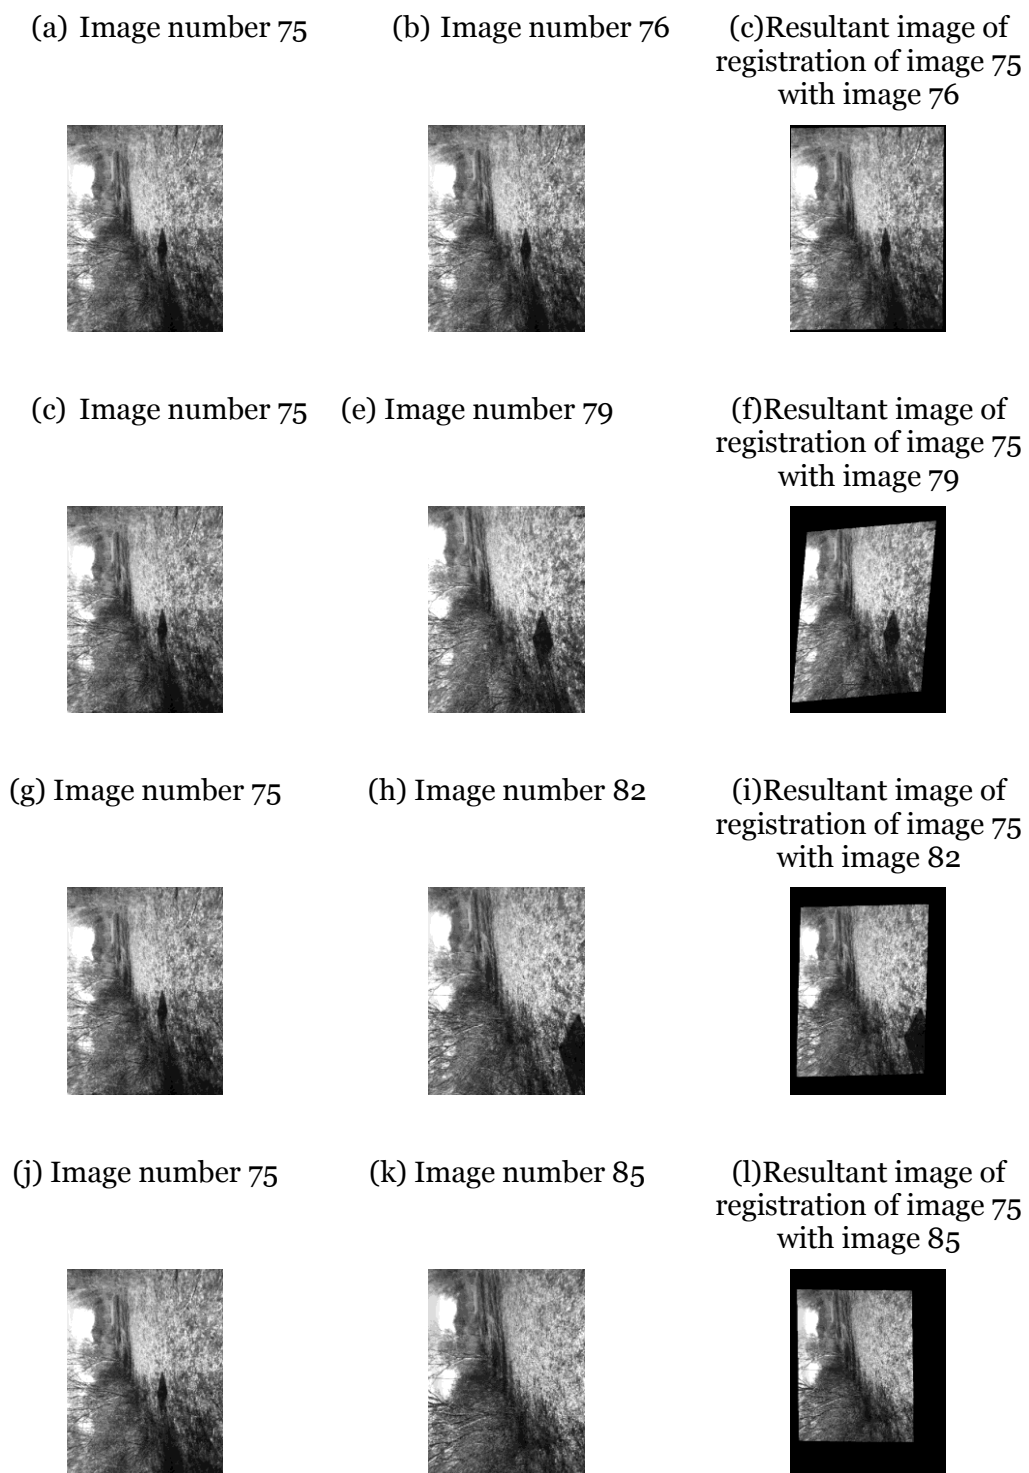 (a) Image number 75
(b) Image number 76
(c)Resultant image of
registration of image 75
with image 76
(c) Image number 75
(e) Image number 79
(f)Resultant image of
registration of image 75
with image 79
(g) Image number 75
(h) Image number 82
(i)Resultant image of
registration of image 75
with image 82
(j) Image number 75
(k) Image number 85
(l)Resultant image of
registration of image 75
with image 85